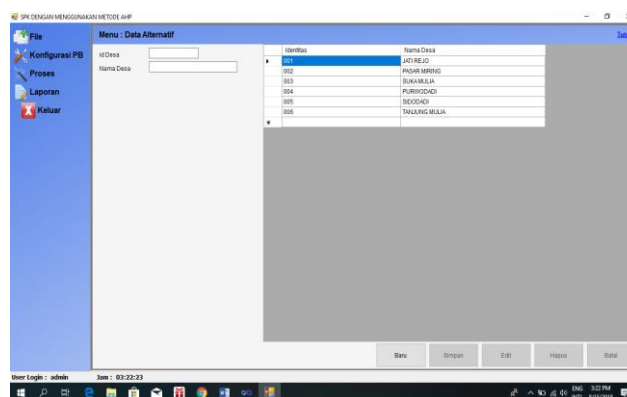 SPK DENGAN MENGGUNAKAN METODE AHP
File
Konfigurasi PB
Proses
Laporan
Keluar
Menu : Data Alternatif
Id Desa
Nama Desa
Identitas Nama Desa
001 JATI REJO
002 PASAR MIRING
003 SUKAMULIA
004 PURWODADI
005 SIDODADI
006 TANJUNG MULIA
Baru Simpan Edit Hapus Batal
User Login : admin Jam : 03:22:23
ENG 3:22 PM